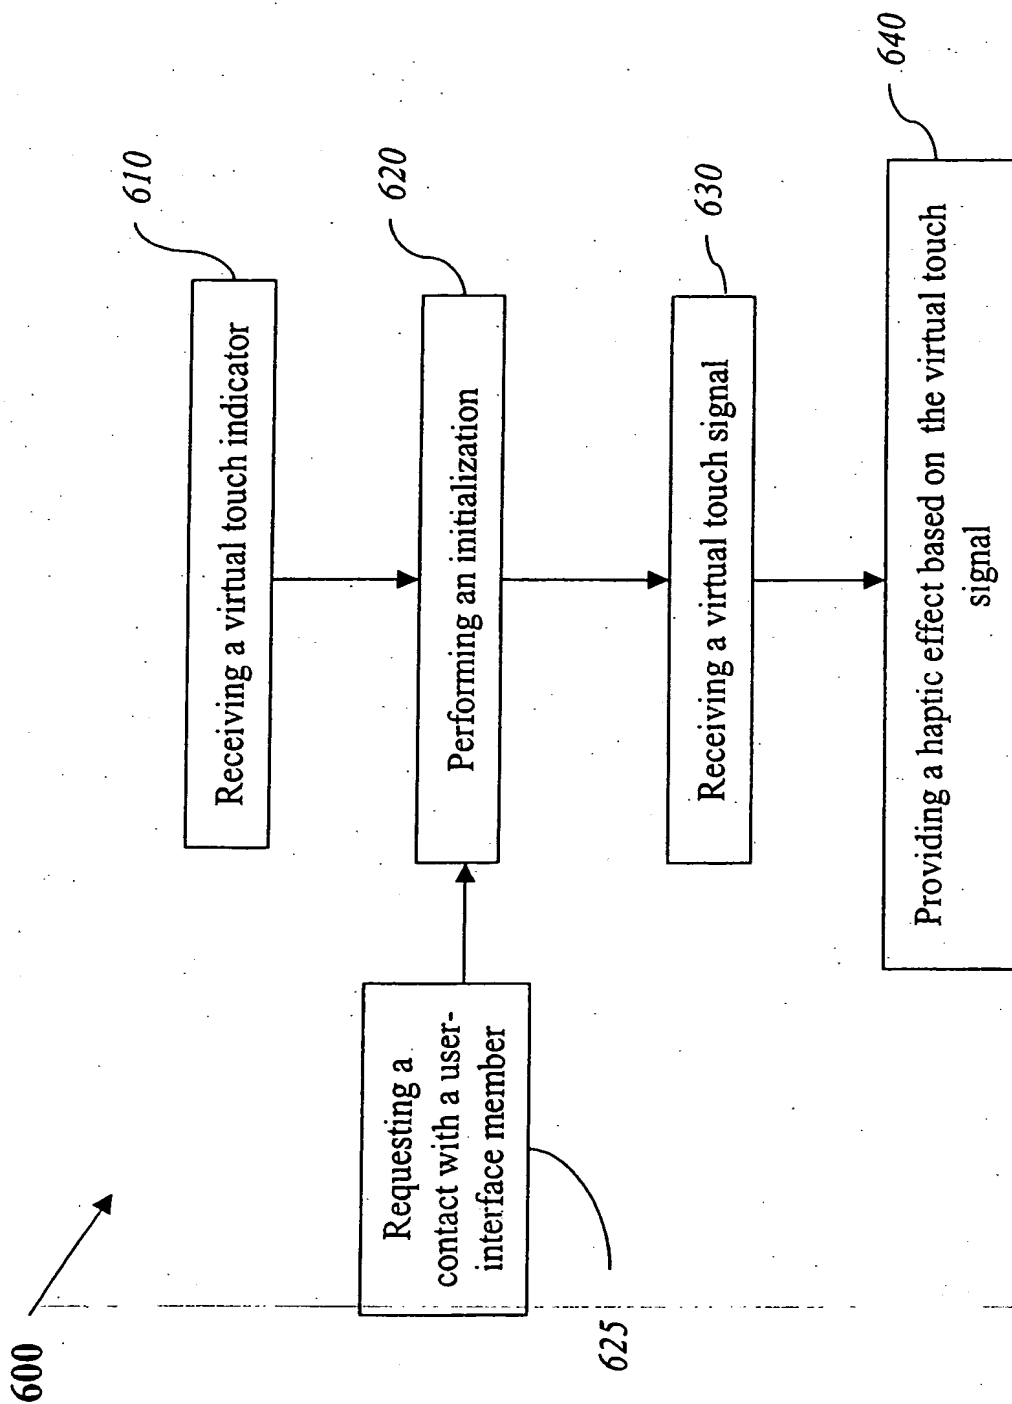 600
610
Receiving a virtual touch indicator
620
Performing an initialization
Requesting a
contact with a user-
interface member
625
630
Receiving a virtual touch signal
640
Providing a haptic effect based on the virtual touch
signal